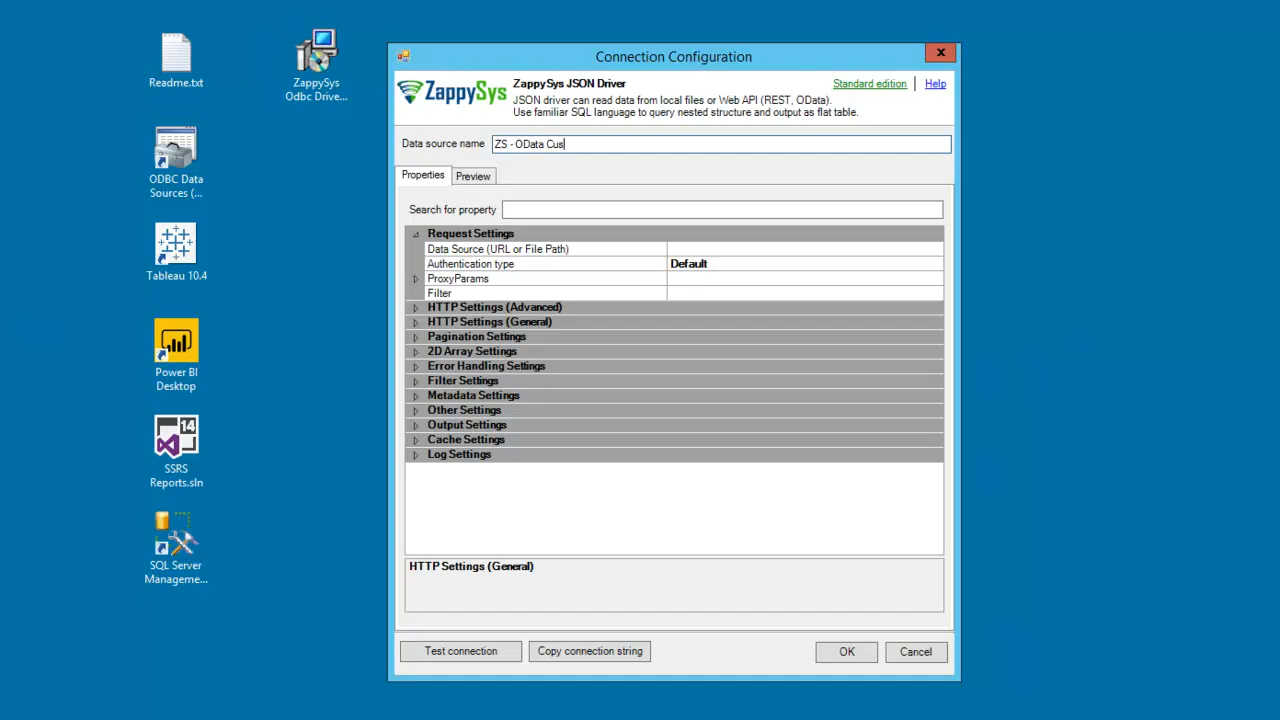 Readme.txt
ZappySys
Odbc Drive...
ODBC Data
Sources (...
Tableau 10.4
Power BI
Desktop
14
SSRS
Reports.sln
SQL Server
Manageme...
Connection Configuration
x
ZappySys
ZappySys JSON Driver
Standard edition | Help
JSON driver can read data from local files or Web API (REST, OData).
Use familiar SQL language to query nested structure and output as flat table.
Data source name ZS - OData Cus
Properties Preview
Search for property
Request Settings
Data Source (URL or File Path)
Authentication type Default
ProxyParams
Filter
HTTP Settings (Advanced)
HTTP Settings (General)
Pagination Settings
2D Array Settings
Error Handling Settings
Filter Settings
Metadata Settings
Other Settings
Output Settings
Cache Settings
Log Settings
HTTP Settings (General)
Test connection Copy connection string OK Cancel